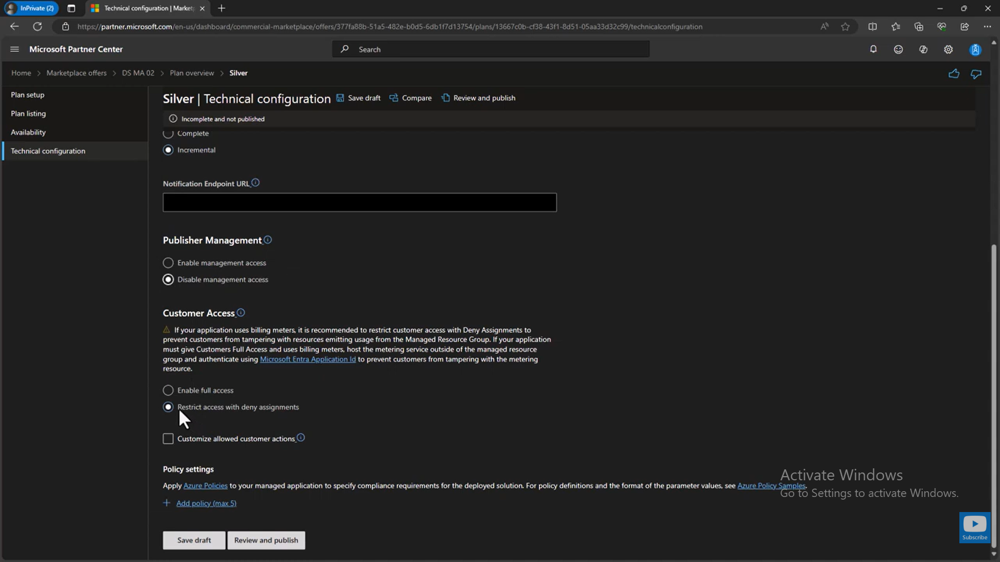 InPrivate (2)
Technical configuration | Market
https://partner.microsoft.com/en-us/dashboard/commercial-marketplace/offers/377fa88b-51a5-482e-b0d5-6db1f7d13754/plans/13667c0b-cf38-43f1-8d51-05aa33d32c99/technicalconfiguration
Microsoft Partner Center
Search
Home > Marketplace offers > DS MA 02 > Plan overview > Silver
Plan setup
Plan listing
Availability
Technical configuration
Silver | Technical configuration
Save draft
Compare
Review and publish
Incomplete and not published
Complete
Incremental
Notification Endpoint URL
Publisher Management
Enable management access
Disable management access
Customer Access
If your application uses billing meters, it is recommended to restrict customer access with Deny Assignments to
prevent customers from tampering with resources emitting usage from the Managed Resource Group. If your application
must give Customers Full Access and uses billing meters, host the metering service outside of the managed resource
group and authenticate using Microsoft Entra Application Id to prevent customers from tampering with the metering
resource.
Enable full access
Restrict access with deny assignments
Customize allowed customer actions
Policy settings
Apply Azure Policies to your managed application to specify compliance requirements for the deployed solution. For policy definitions and the format of the parameter values, see Azure Policy Samples.
+ Add policy (max 5)
Save draft
Review and publish
Activate Windows
Go to Settings to activate Windows.
Subscribe